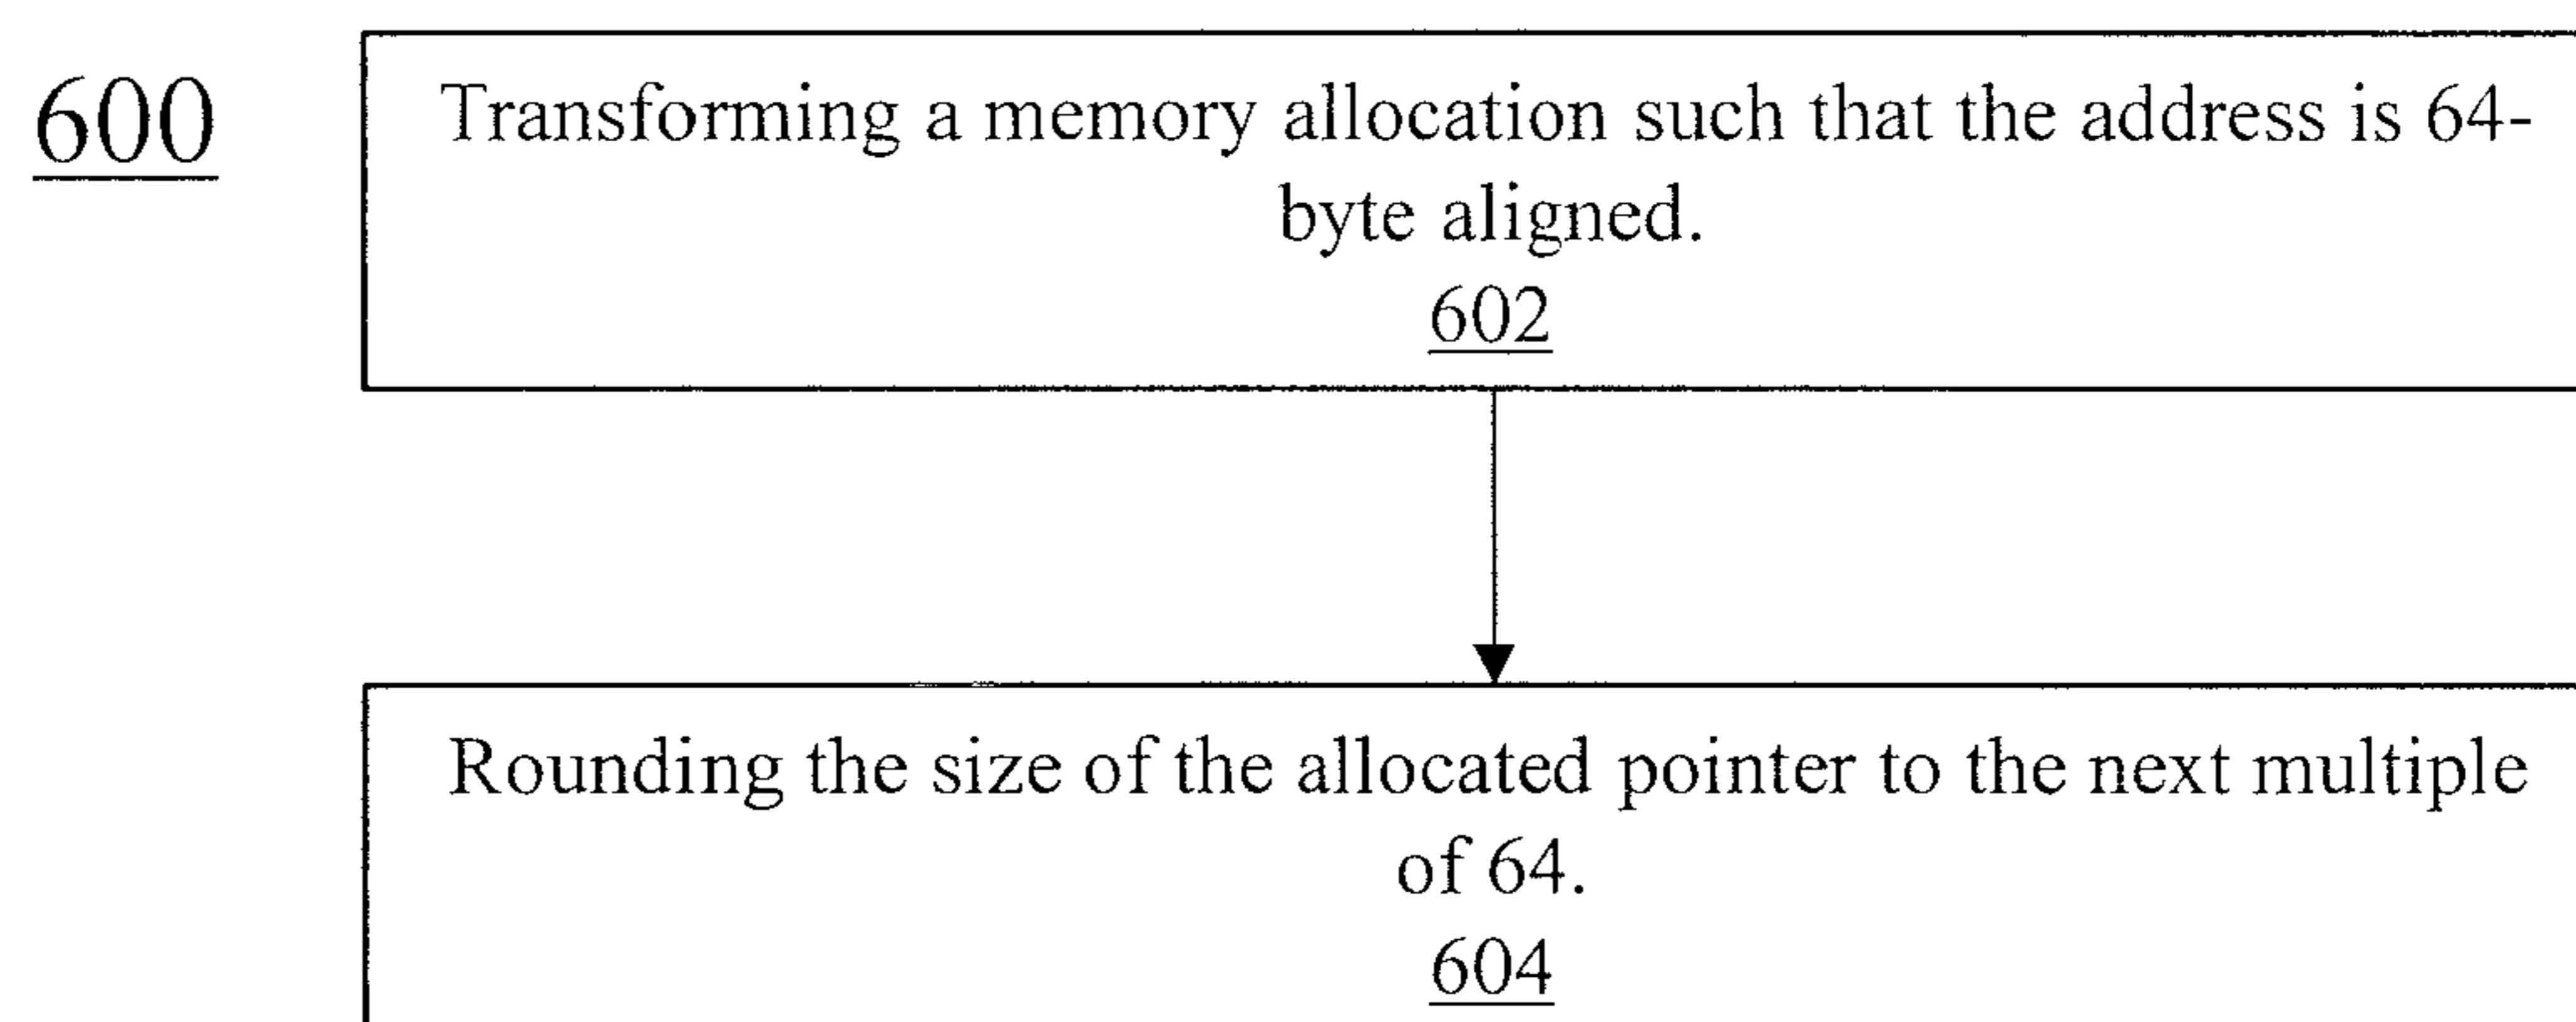 600
Transforming a memory allocation such that the address is 64-
byte aligned.
602
Rounding the size of the allocated pointer to the next multiple
of 64.
604